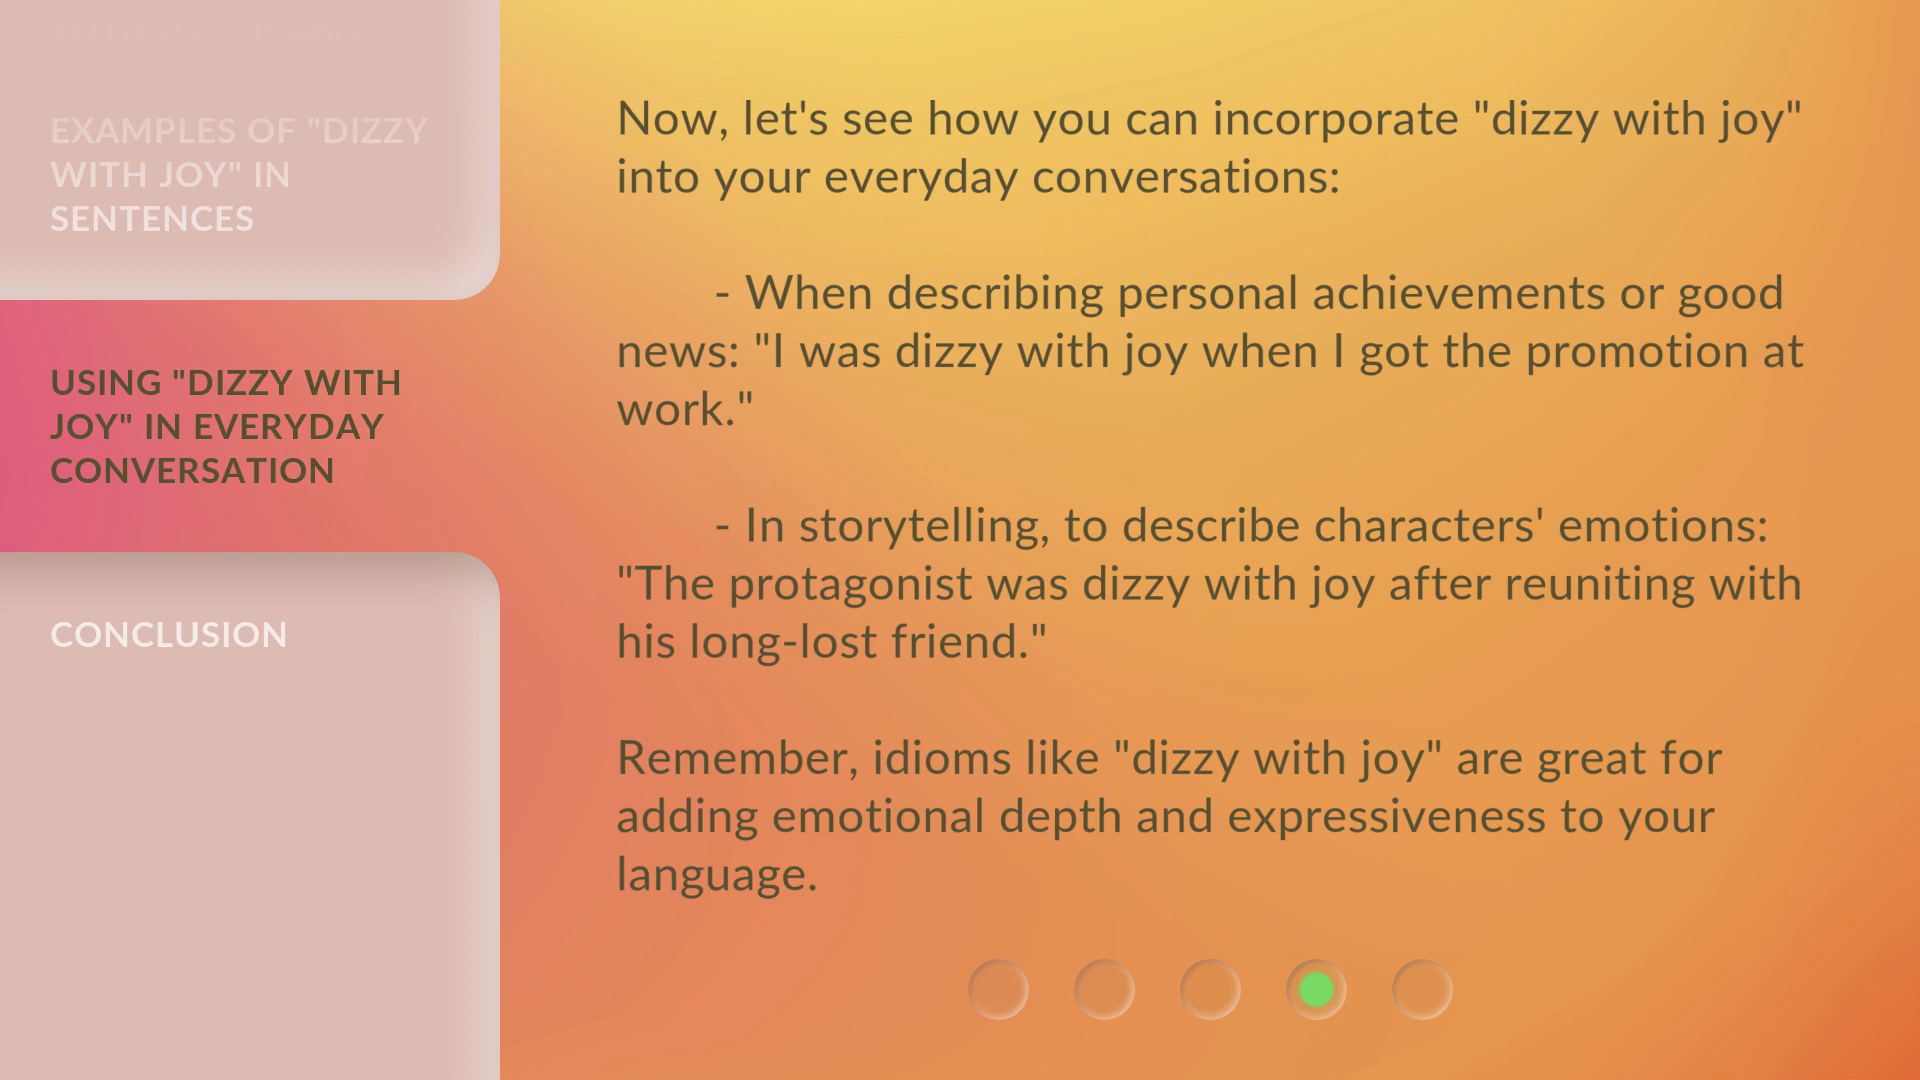 WITH JOY" MEAN?
EXAMPLES OF "DIZZY
WITH JOY" IN
SENTENCES
USING "DIZZY WITH
JOY" IN EVERYDAY
CONVERSATION
CONCLUSION
Now, let's see how you can incorporate "dizzy with joy"
into your everyday conversations:
- When describing personal achievements or good
news: "I was dizzy with joy when I got the promotion at
work."
- In storytelling, to describe characters' emotions:
"The protagonist was dizzy with joy after reuniting with
his long-lost friend."
Remember, idioms like "dizzy with joy" are great for
adding emotional depth and expressiveness to your
language.